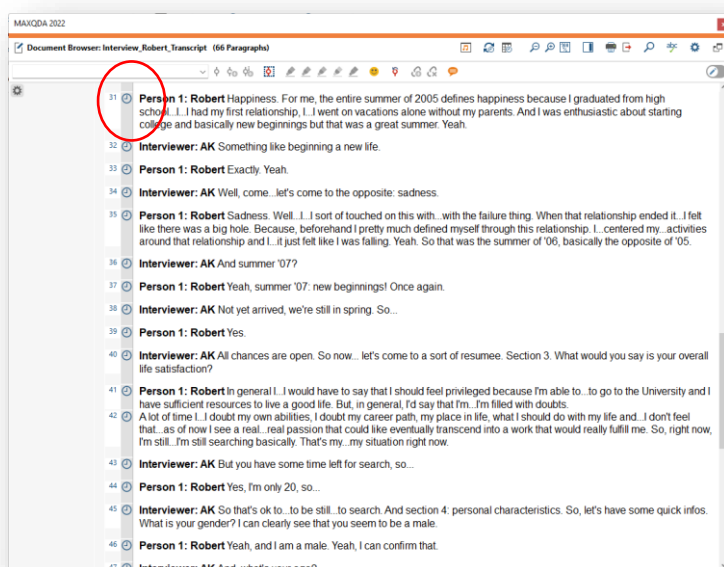 MAXQDA 2022
Document Browser: Interview_Robert_Transcript (66 Paragraphs)
31 Person 1: Robert Happiness. For me, the entire summer of 2005 defines happiness because I graduated from high
school...I...I had my first relationship, I...I went on vacations alone without my parents. And I was enthusiastic about starting
college and basically new beginnings but that was a great summer. Yeah.
32 Interviewer: AK Something like beginning a new life.
33 Person 1: Robert Exactly. Yeah.
34 Interviewer: AK Well, come...let's come to the opposite: sadness.
35 Person 1: Robert Sadness. Well...I...I sort of touched on this with...with the failure thing. When that relationship ended it...I felt
like there was a big hole. Because, beforehand I pretty much defined myself through this relationship. I...centered my...activities
around that relationship and I...it just felt like I was falling. Yeah. So that was the summer of '06, basically the opposite of '05.
36 Interviewer: AK And summer '07?
37 Person 1: Robert Yeah, summer '07: new beginnings! Once again.
38 Interviewer: AK Not yet arrived, we're still in spring. So...
39 Person 1: Robert Yes.
40 Interviewer: AK All chances are open. So now... let's come to a sort of resumee. Section 3. What would you say is your overall
life satisfaction?
41 Person 1: Robert In general I...I would have to say that I should feel privileged because I'm able to...to go to the University and I
have sufficient resources to live a good life. But, in general, I'd say that I'm...I'm filled with doubts.
42 A lot of time I...I doubt my own abilities, I doubt my career path, my place in life, what I should do with my life and...I don't feel
that...as of now I see a real...real passion that could like eventually transcend into a work that would really fulfill me. So, right now,
I'm still...I'm still searching basically. That's my...my situation right now.
43 Interviewer: AK But you have some time left for search, so...
44 Person 1: Robert Yes, I'm only 20, so...
45 Interviewer: AK So that's ok to...to be still...to search. And section 4: personal characteristics. So, let's have some quick infos.
What is your gender? I can clearly see that you seem to be a male.
46 Person 1: Robert Yeah, and I am a male. Yeah, I can confirm that.
47 Interviewer: AK And, what's your age?